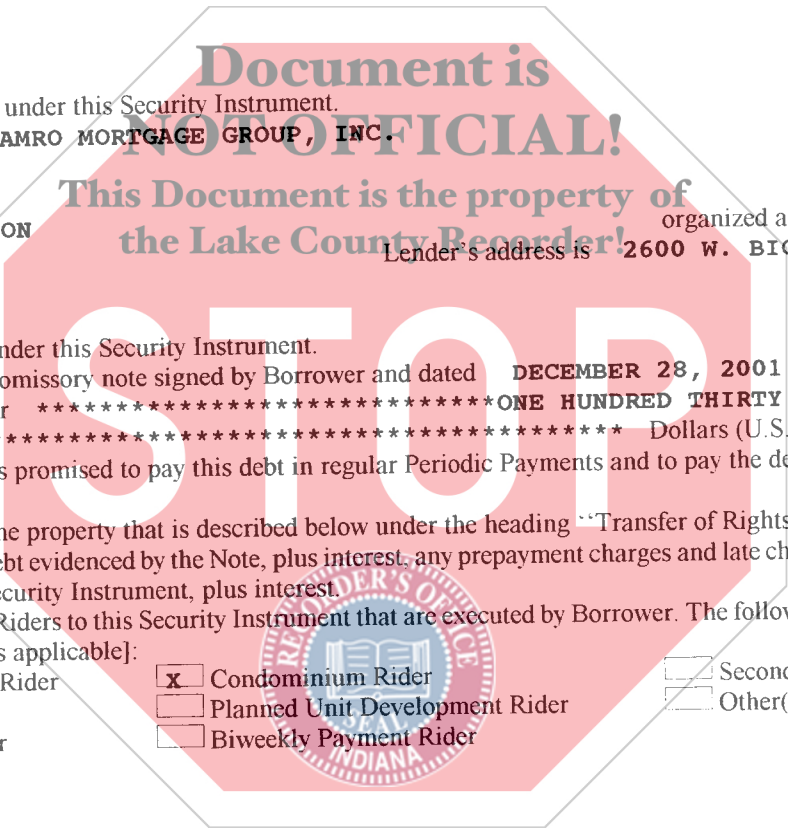 Document is
under this Security Instrument.
AMRO MORTGAGE GROUP, INC.
NOT OFFICIAL!
This Document is the property of
ON organized a
the Lake County Recorder!
Lender's address is 2600 W. BIG
STOP
nder this Security Instrument.
omissory note signed by Borrower and dated DECEMBER 28, 2001
r ****************************ONE HUNDRED THIRTY
****************************************** Dollars (U.S.
s promised to pay this debt in regular Periodic Payments and to pay the de
he property that is described below under the heading "Transfer of Rights
ebt evidenced by the Note, plus interest, any prepayment charges and late ch
ecurity Instrument, plus interest.
Riders to this Security Instrument that are executed by Borrower. The follow
s applicable]:
Rider X Condominium Rider Second
Planned Unit Development Rider Other(
r Biweekly Payment Rider
RECORDER'S OFFICE
SEAL
INDIANA